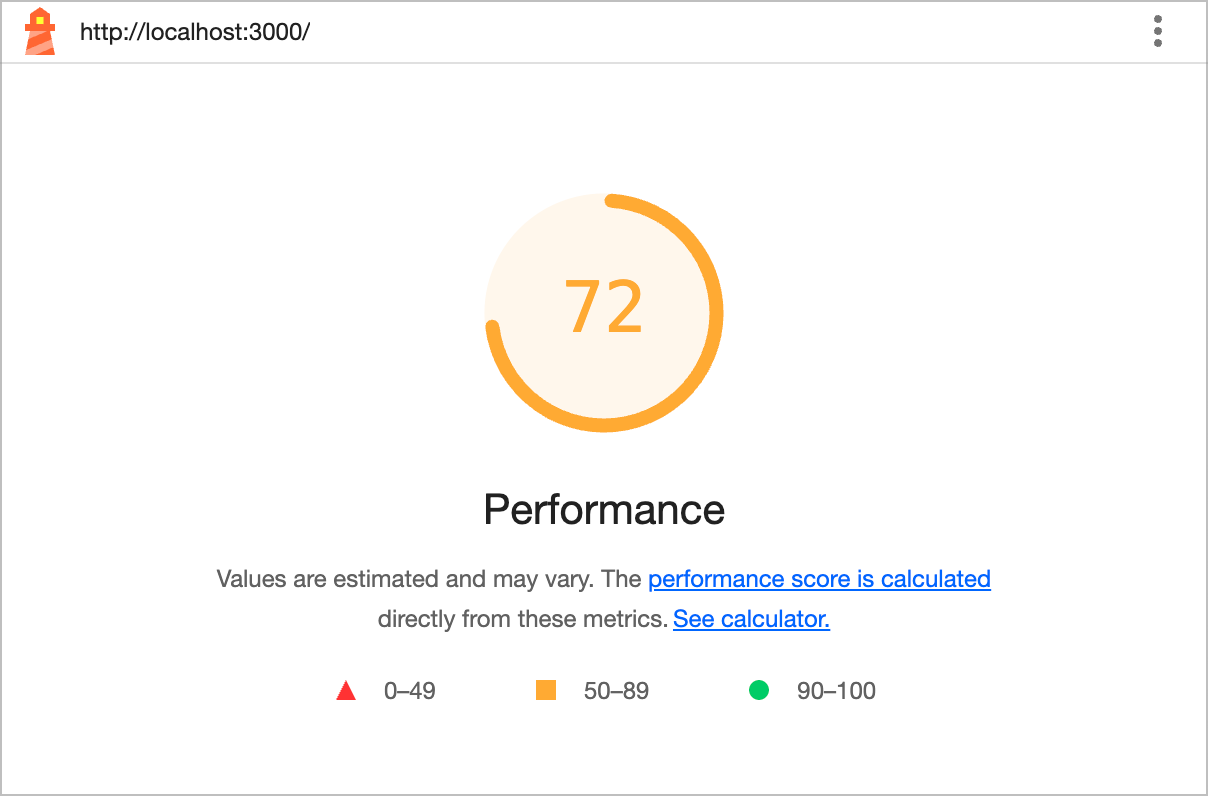 http://localhost:3000/
72
Performance
Values are estimated and may vary. The performance score is calculated
directly from these metrics. See calculator.
0–49 50–89 90–100